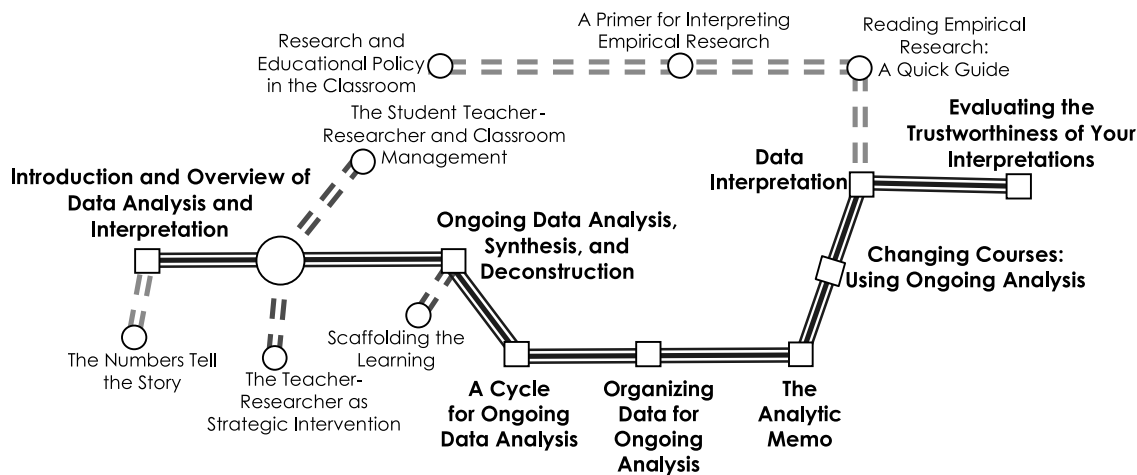 Research and
Educational Policy
in the Classroom
A Primer for Interpreting
Empirical Research
Reading Empirical
Research:
A Quick Guide
The Student Teacher-
Researcher and Classroom
Management
Evaluating the
Trustworthiness of Your
Interpretations
Data
Interpretation
Introduction and Overview of
Data Analysis and
Interpretation
Ongoing Data Analysis,
Synthesis, and
Deconstruction
Changing Courses:
Using Ongoing Analysis
Scaffolding the
Learning
The Numbers Tell
the Story
The Teacher-
Researcher as
Strategic Intervention
A Cycle
for Ongoing
Data Analysis
Organizing
Data for
Ongoing
Analysis
The
Analytic
Memo